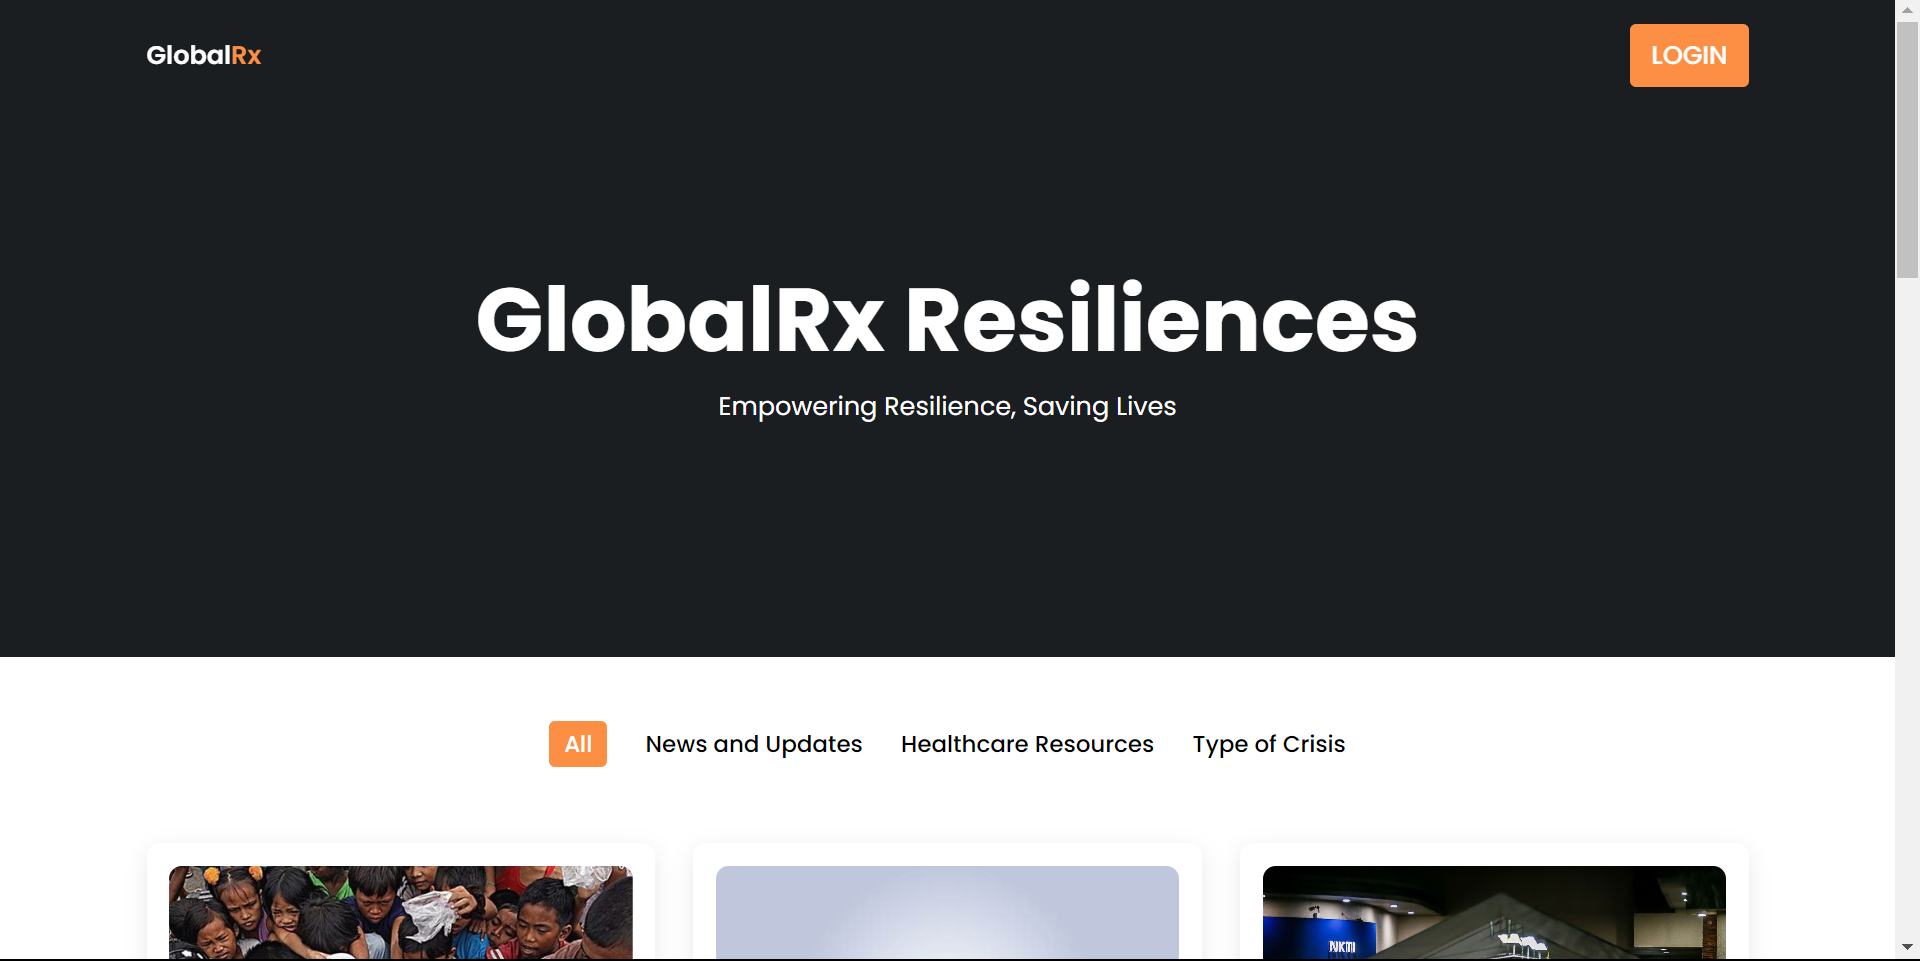 GlobalRx
LOGIN
GlobalRx Resiliences
Empowering Resilience, Saving Lives
All
News and Updates
Healthcare Resources
Type of Crisis
NKTI